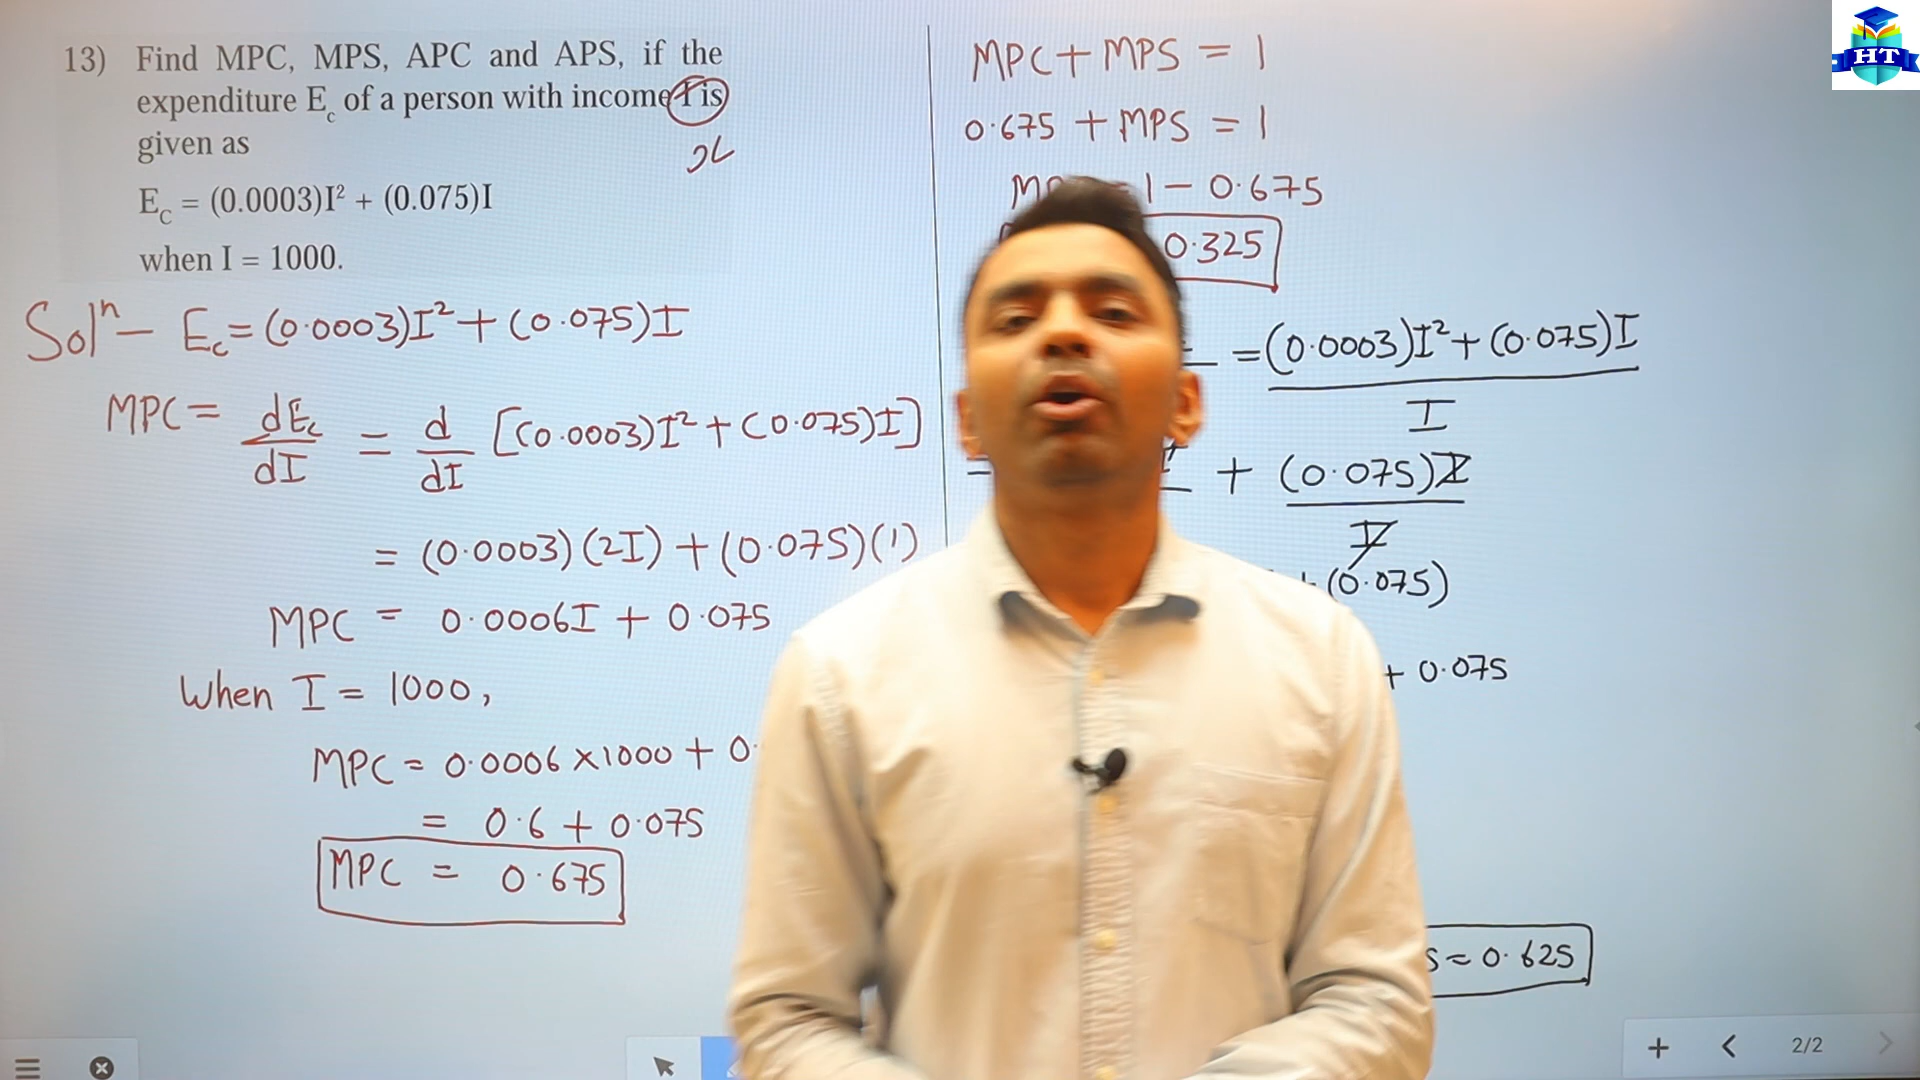 13) Find MPC, MPS, APC and APS, if the
expenditure Ec of a person with income I is
given as
x
EC = (0.0003)I² + (0.075)I
when I = 1000.
Solⁿ – Ec = (0.0003)I² + (0.075)I
MPC = dEc/dI = d/dI [(0.0003)I² + (0.075)I]
= (0.0003)(2I) + (0.075)(1)
MPC = 0.0006I + 0.075
When I = 1000,
MPC = 0.0006 × 1000 + 0.
= 0.6 + 0.075
MPC = 0.675
MPC + MPS = 1
0.675 + MPS = 1
= 1 – 0.675
0.325
= (0.0003)I² + (0.075)I
I
+ (0.075)I
I
+ (0.075)
+ 0.075
S = 0.625
HT
2/2